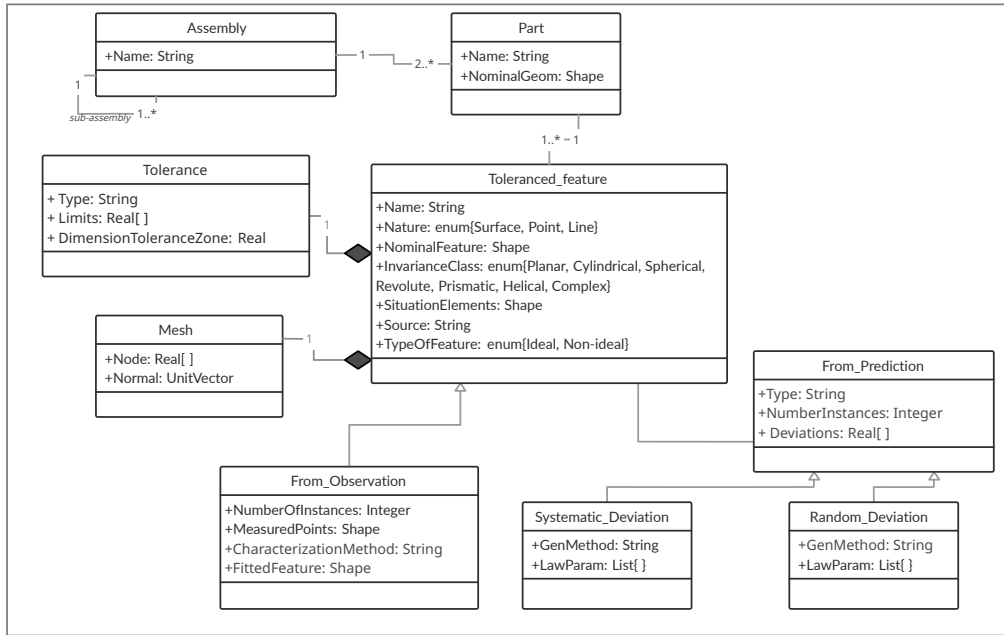 Assembly
+Name: String
1
1..*
sub-assembly
1
2..*
Part
+Name: String
+NominalGeom: Shape
1..*
1
Tolerance
+ Type: String
+ Limits: Real[ ]
+ DimensionToleranceZone: Real
1
Toleranced_feature
+Name: String
+Nature: enum{Surface, Point, Line}
+NominalFeature: Shape
+InvarianceClass: enum{Planar, Cylindrical, Spherical,
Revolute, Prismatic, Helical, Complex}
+SituationElements: Shape
+Source: String
+TypeOfFeature: enum{Ideal, Non-ideal}
Mesh
+Node: Real[ ]
+Normal: UnitVector
1
From_Prediction
+Type: String
+NumberInstances: Integer
+ Deviations: Real[ ]
From_Observation
+NumberOfInstances: Integer
+MeasuredPoints: Shape
+CharacterizationMethod: String
+FittedFeature: Shape
Systematic_Deviation
+GenMethod: String
+LawParam: List{ }
Random_Deviation
+GenMethod: String
+LawParam: List{ }